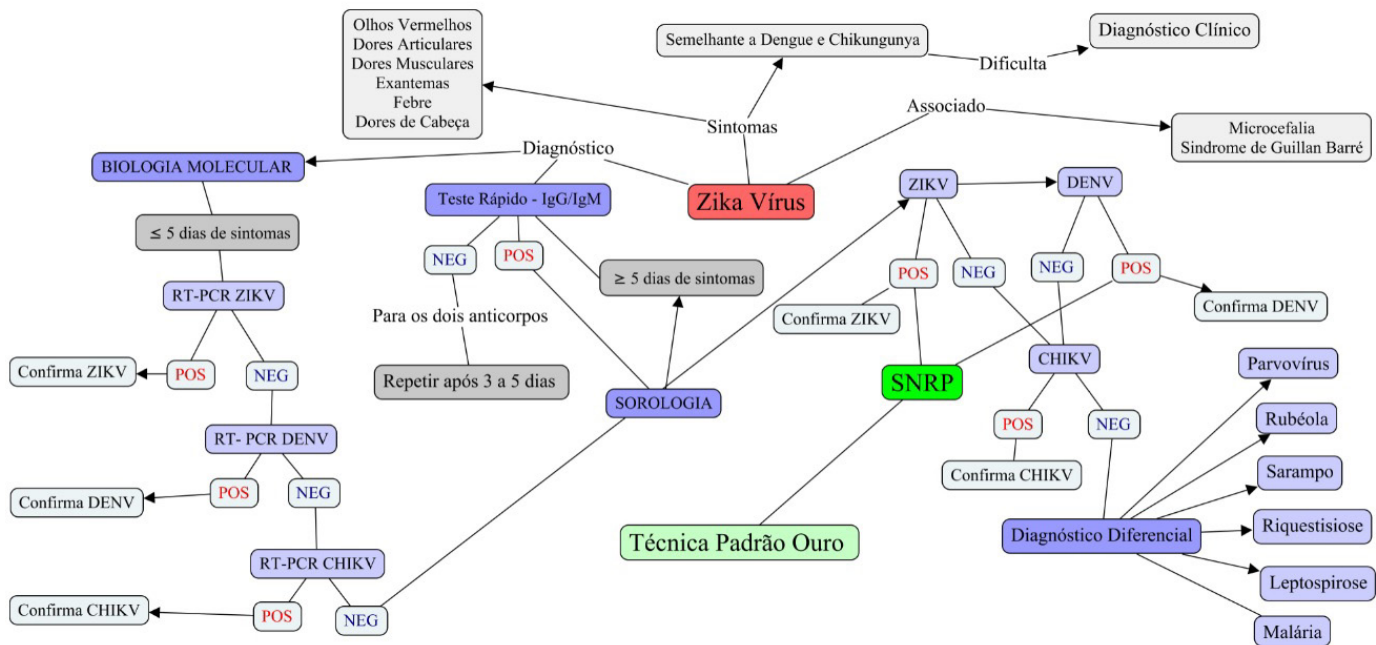 Olhos Vermelhos
Dores Articulares
Dores Musculares
Exantemas
Febre
Dores de Cabeça
Semelhante a Dengue e Chikungunya
Diagnóstico Clínico
Dificulta
Associado
Sintomas
Microcefalia
Sindrome de Guillan Barré
Diagnóstico
BIOLOGIA MOLECULAR
Teste Rápido - IgG/IgM
Zika Vírus
ZIKV
DENV
≤ 5 dias de sintomas
NEG
POS
≥ 5 dias de sintomas
POS
NEG
NEG
POS
RT-PCR ZIKV
Para os dois anticorpos
Confirma ZIKV
Confirma DENV
Confirma ZIKV
POS
NEG
Repetir após 3 a 5 dias
SOROLOGIA
SNRP
CHIKV
Parvovírus
RT- PCR DENV
POS
NEG
Rubéola
Confirma DENV
POS
NEG
Confirma CHIKV
Sarampo
Técnica Padrão Ouro
Diagnóstico Diferencial
Riquestisiose
RT-PCR CHIKV
Leptospirose
Confirma CHIKV
POS
NEG
Malária